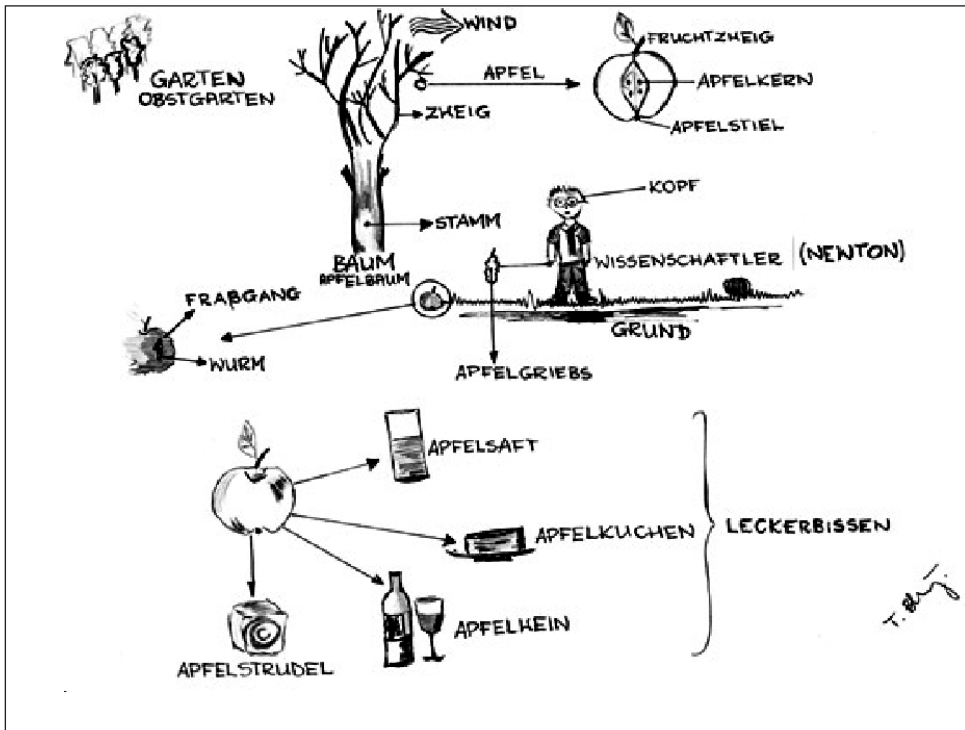 WIND
GARTEN
OBSTGARTEN
APFEL
FRUCHTZWEIG
APFELKERN
APFELSTIEL
ZWEIG
KOPF
STAMM
BAUM
APFELBAUM
WISSENSCHAFTLER (NEWTON)
FRAßGANG
WURM
GRUND
APFELGRIEBS
APFELSAFT
APFELKUCHEN
LECKERBISSEN
APFELWEIN
APFELSTRUDEL